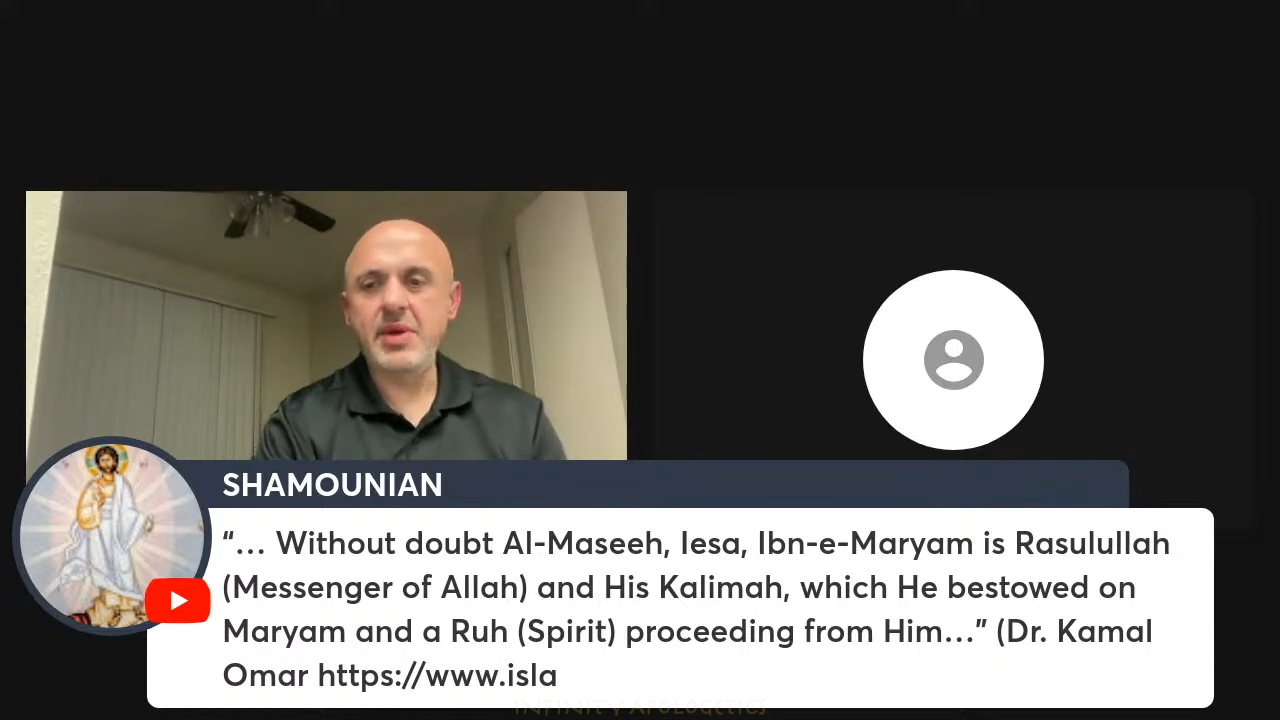 SHAMOUNIAN
“... Without doubt Al-Maseeh, Iesa, Ibn-e-Maryam is Rasulullah
(Messenger of Allah) and His Kalimah, which He bestowed on
Maryam and a Ruh (Spirit) proceeding from Him...” (Dr. Kamal
Omar https://www.isla